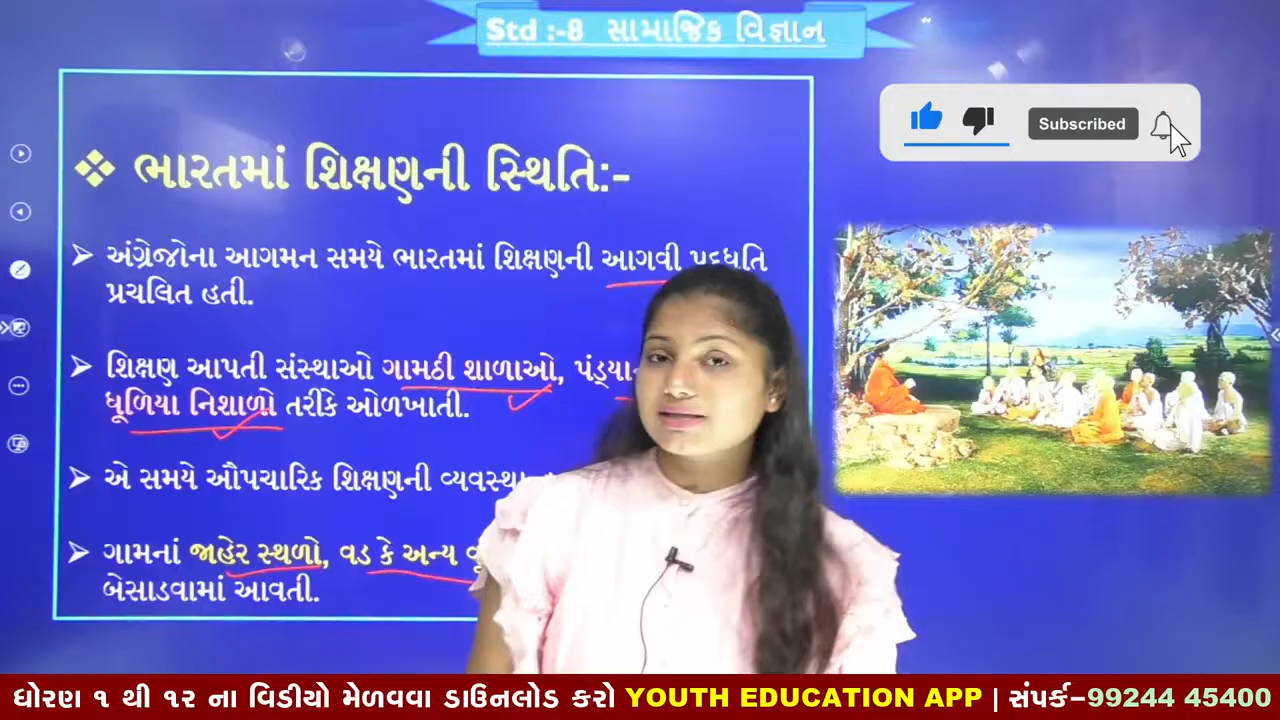 Std :-8 સામાજિક વિજ્ઞાન
Subscribed
❖ ભારતમાં શિક્ષણની સ્થિતિ:-
➢ અંગ્રેજોના આગમન સમયે ભારતમાં શિક્ષણની આગવી પદ્ધતિ
પ્રચલિત હતી.
➢ શિક્ષણ આપતી સંસ્થાઓ ગામઠી શાળાઓ,
ધૂળિયા નિશાળો તરીકે ઓળખાતી.
➢ એ સમયે ઔપચારિક શિક્ષણની વ્યવસ્થા
➢ ગામનાં જાહેર સ્થળો, વડ કે અન્ય
બેસાડવામાં આવતી.
ધોરણ ૧ થી ૧૨ ના વિડીયો મેળવવા ડાઉનલોડ કરો YOUTH EDUCATION APP | સંપર્ક-99244 45400